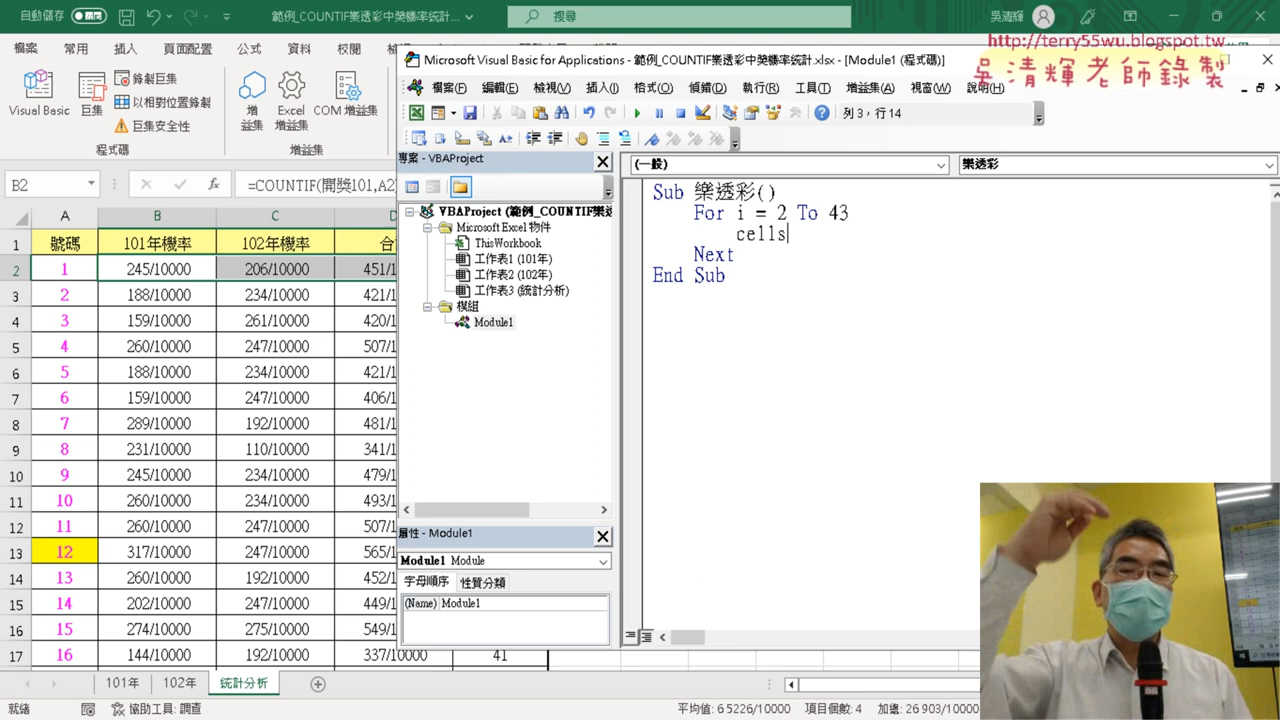 自動儲存
範例_COUNTIF樂透彩中獎機率統計...
搜尋
吳清輝
http://terry55wu.blogspot.tw
吳清輝老師錄製
檔案
常用
插入
頁面配置
公式
資料
校閱
Visual Basic
巨集
錄製巨集
以相對位置錄製
巨集安全性
程式碼
增益集
Excel 增益集
COM 增益集
增益集
B2
=COUNTIF(開獎101,A2)
A B C D
1 號碼 101年機率 102年機率
2 1 245/10000 206/10000 451/1
3 2 188/10000 234/10000 421/1
4 3 159/10000 261/10000 420/1
5 4 260/10000 247/10000 507/1
6 5 188/10000 234/10000 421/1
7 6 159/10000 247/10000 406/1
8 7 289/10000 192/10000 481/1
9 8 231/10000 110/10000 341/1
10 9 245/10000 234/10000 479/1
11 10 260/10000 234/10000 493/1
12 11 260/10000 247/10000 507/1
13 12 317/10000 247/10000 565/1
14 13 260/10000 192/10000 452/1
15 14 202/10000 247/10000 449/1
16 15 274/10000 275/10000 549/1
17 16 144/10000 192/10000 337/10000 41
101年 102年 統計分析
就緒
協助工具: 調查
平均值: 6 5226/10000 項目個數: 4 加總: 26 903/10000
Microsoft Visual Basic for Applications - 範例_COUNTIF樂透彩中獎機率統計.xlsx - [Module1 (程式碼)]
檔案(F) 編輯(E) 檢視(V) 插入(I) 格式(O) 偵錯(D) 執行(R) 工具(T) 增益集(A) 視窗(W) 說明(H)
列 3，行 14
專案 - VBAProject
VBAProject (範例_COUNTIF樂透
Microsoft Excel 物件
ThisWorkbook
工作表1 (101年)
工作表2 (102年)
工作表3 (統計分析)
模組
Module1
屬性 - Module1
Module1 Module
字母順序 性質分類
(Name) Module1
(一般)
樂透彩
Sub 樂透彩()
For i = 2 To 43
cells
Next
End Sub